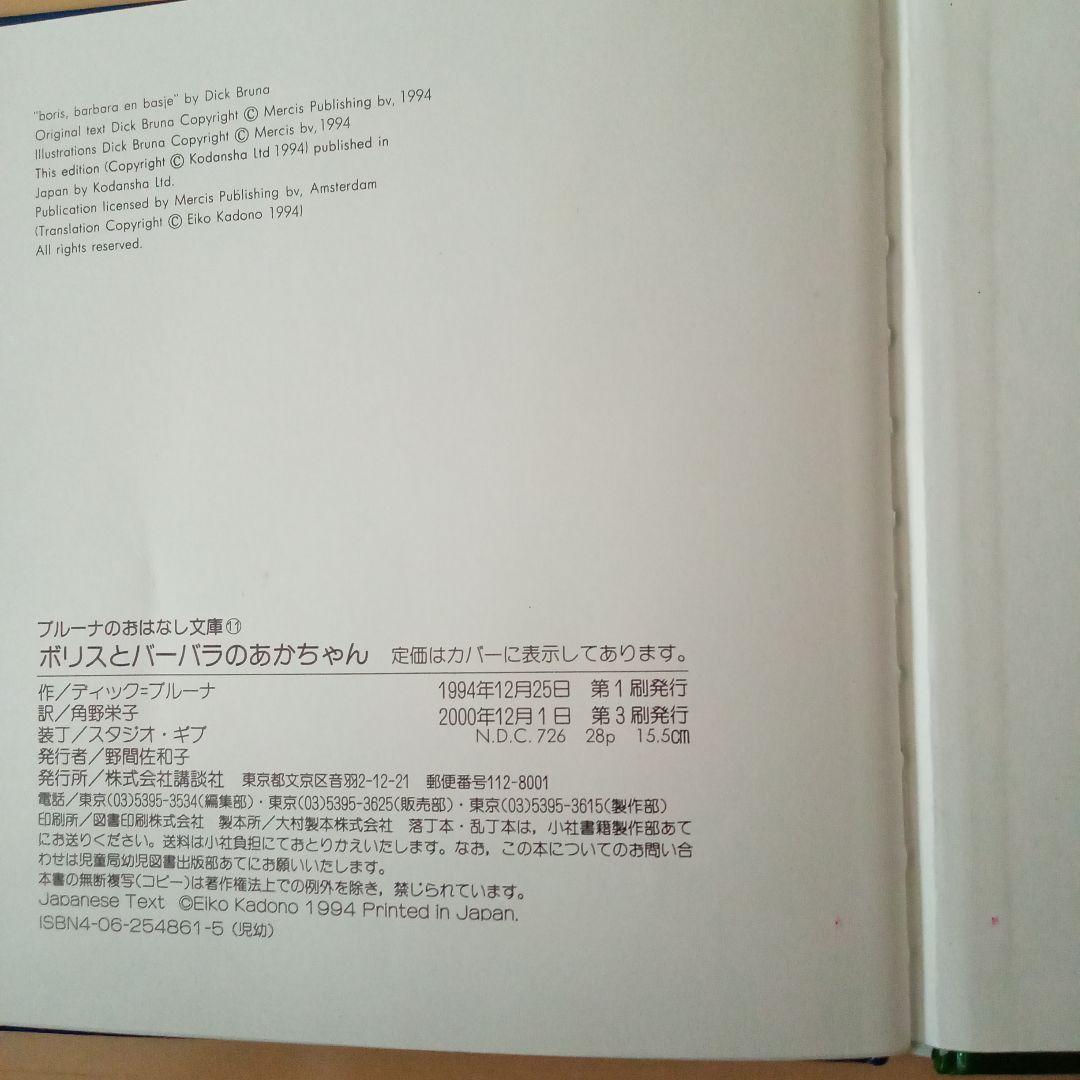 "boris, barbara en basje" by Dick Bruna
Original text Dick Bruna Copyright © Mercis Publishing bv, 1994
Illustrations Dick Bruna Copyright © Mercis bv, 1994
This edition (Copyright © Kodansha Ltd 1994) published in
Japan by Kodansha Ltd.
Publication licensed by Mercis Publishing bv, Amsterdam
(Translation Copyright © Eiko Kadono 1994)
All rights reserved.
ブルーナのおはなし文庫⑪
ボリスとバーバラのあかちゃん 定価はカバーに表示してあります。
作/ディック=ブルーナ 1994年12月25日 第1刷発行
訳/角野栄子 2000年12月1日 第3刷発行
装丁/スタジオ・ギブ N.D.C.726 28p 15.5㎝
発行者/野間佐和子
発行所/株式会社講談社 東京都文京区音羽2-12-21 郵便番号112-8001
電話/東京(03)5395-3534(編集部)・東京(03)5395-3625(販売部)・東京(03)5395-3615(製作部)
印刷所/図書印刷株式会社 製本所/大村製本株式会社 落丁本・乱丁本は，小社書籍製作部あて
にお送りください。送料は小社負担にておとりかえいたします。なお，この本についてのお問い合
わせは児童局幼児図書出版部あてにお願いいたします。
本書の無断複写(コピー)は著作権法上での例外を除き，禁じられています。
Japanese Text ©Eiko Kadono 1994 Printed in Japan.
ISBN4-06-254861-5 (児幼)